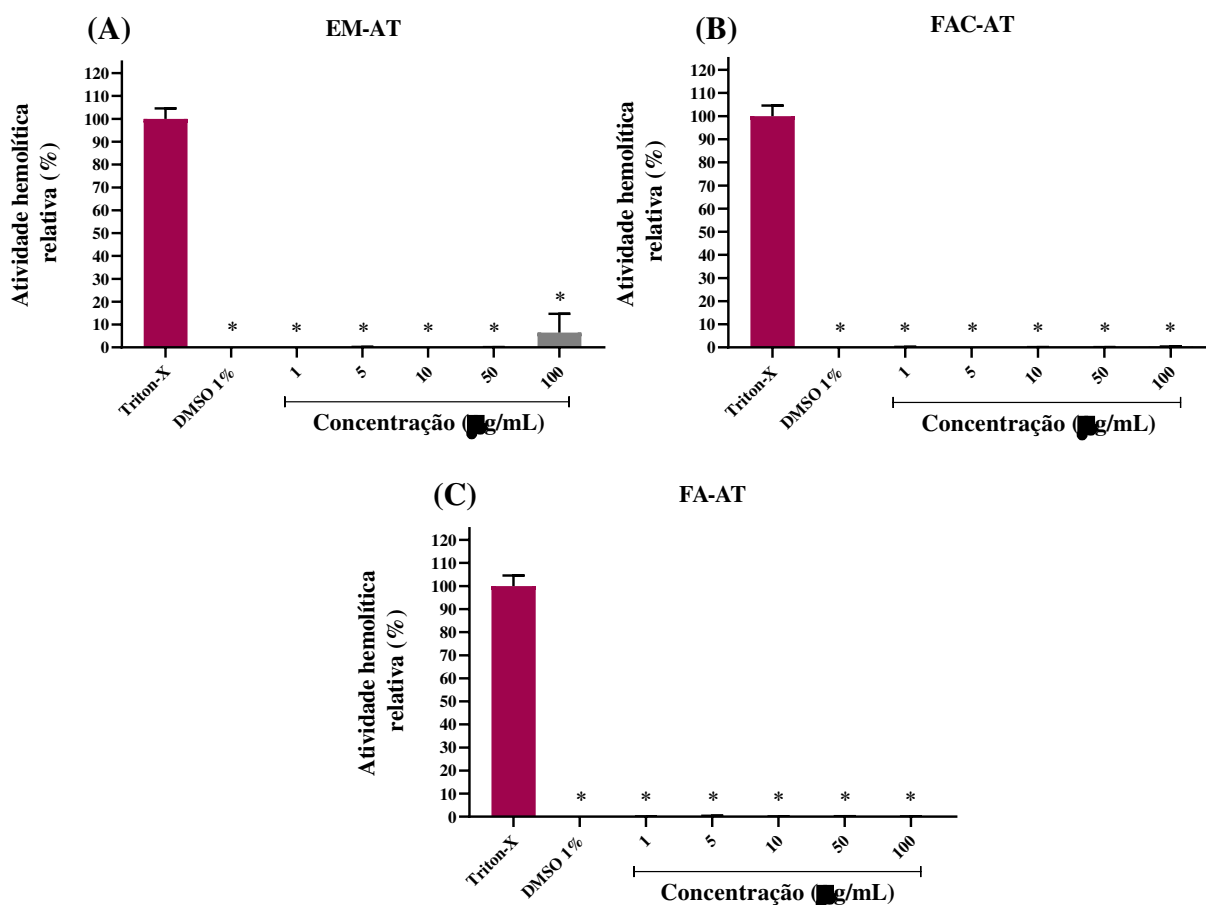 (A)
EM-AT
Atividade hemolítica
relativa (%)
120
110
100
90
80
70
60
50
40
30
20
10
0
* * * * * *
Triton-X DMSO 1% 1 5 10 50 100
Concentração (g/mL)
(B)
FAC-AT
Atividade hemolítica
relativa (%)
120
110
100
90
80
70
60
50
40
30
20
10
0
* * * * * *
Triton-X DMSO 1% 1 5 10 50 100
Concentração (g/mL)
(C)
FA-AT
Atividade hemolítica
relativa (%)
120
110
100
90
80
70
60
50
40
30
20
10
0
* * * * * *
Triton-X DMSO 1% 1 5 10 50 100
Concentração (g/mL)